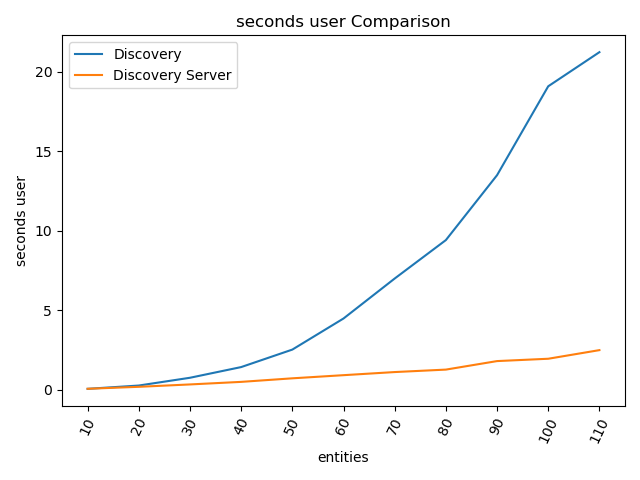 seconds user Comparison
Discovery
Discovery Server
seconds user
20
15
10
5
0
10 20 30 40 50 60 70 80 90 100 110
entities